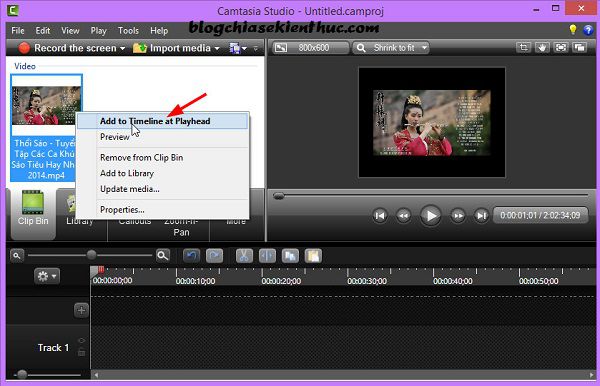 Camtasia Studio - Untitled.camproj
blogchiasekienthuc.com
File Edit View Play Tools Help
Record the screen Import media
800x600 Shrink to fit
Video
Add to Timeline at Playhead
Preview
Remove from Clip Bin
Add to Library
Update media...
Properties...
Thổi Sáo - Tuyể
Tập Các Ca Khú
Sáo Tiêu Hay Nh
2014.mp4
Clip Bin Library Callouts Zoom-n-
Pan More
0:00:01;01 / 2:02:34;09
00:00:00;00 00:00:10;00 00:00:20;00 00:00:30;00 00:00:40;00 00:00:50;00
Track 1